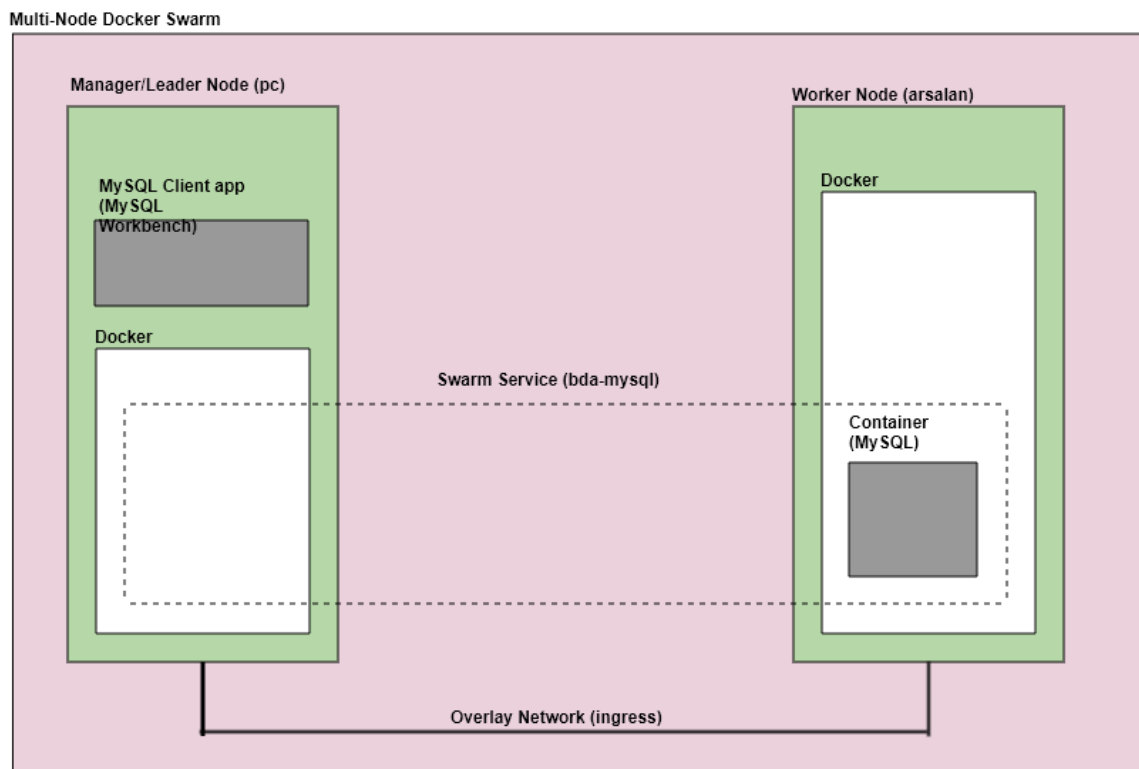 Multi-Node Docker Swarm
Manager/Leader Node (pc)
Worker Node (arsalan)
MySQL Client app
(MySQL
Workbench)
Docker
Docker
Swarm Service (bda-mysql)
Container
(MySQL)
Overlay Network (ingress)